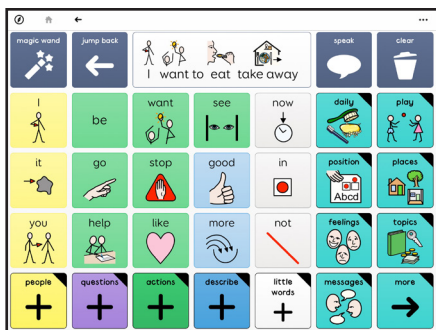 magic wand
jump back
I want to eat take away
speak
clear
I
be
want
see
now
daily
play
it
go
stop
good
in
position
Abcd
places
you
help
like
more
not
feelings
topics
people
questions
actions
describe
little
words
messages
more